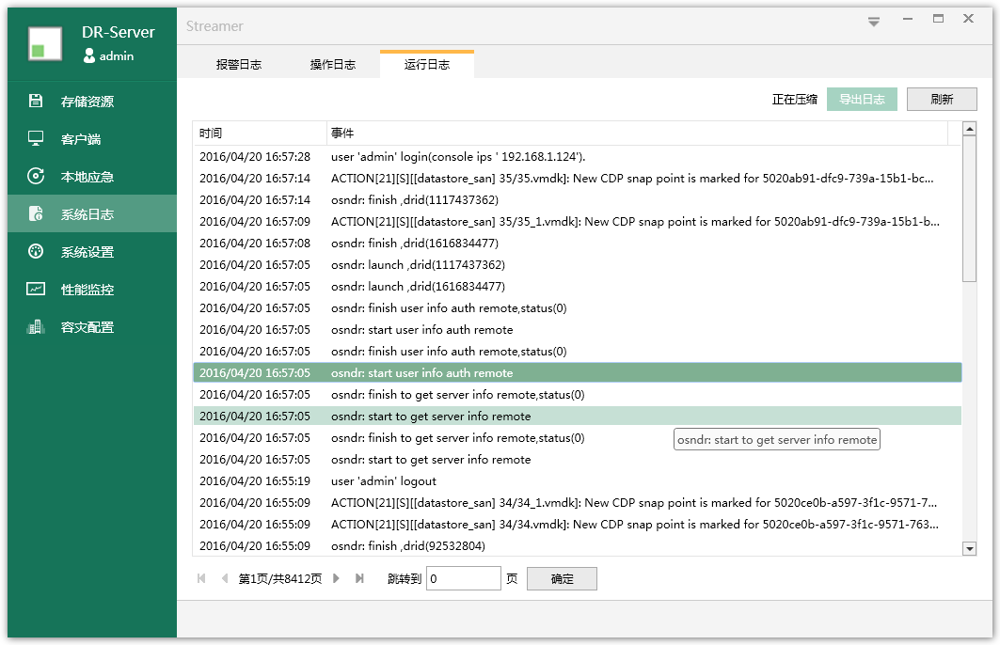 DR-Server
admin
存储资源
客户端
本地应急
系统日志
系统设置
性能监控
容灾配置
Streamer
报警日志 操作日志 运行日志
正在压缩 导出日志 刷新
时间 事件
2016/04/20 16:57:28 user 'admin' login(console ips ' 192.168.1.124').
2016/04/20 16:57:14 ACTION[21][S][[datastore_san] 35/35.vmdk]: New CDP snap point is marked for 5020ab91-dfc9-739a-15b1-bc...
2016/04/20 16:57:14 osndr: finish ,drid(1117437362)
2016/04/20 16:57:09 ACTION[21][S][[datastore_san] 35/35_1.vmdk]: New CDP snap point is marked for 5020ab91-dfc9-739a-15b1-b...
2016/04/20 16:57:08 osndr: finish ,drid(1616834477)
2016/04/20 16:57:05 osndr: launch ,drid(1117437362)
2016/04/20 16:57:05 osndr: launch ,drid(1616834477)
2016/04/20 16:57:05 osndr: finish user info auth remote,status(0)
2016/04/20 16:57:05 osndr: start user info auth remote
2016/04/20 16:57:05 osndr: finish user info auth remote,status(0)
2016/04/20 16:57:05 osndr: start user info auth remote
2016/04/20 16:57:05 osndr: finish to get server info remote,status(0)
2016/04/20 16:57:05 osndr: start to get server info remote
2016/04/20 16:57:05 osndr: finish to get server info remote,status(0)
osndr: start to get server info remote
2016/04/20 16:57:05 osndr: start to get server info remote
2016/04/20 16:55:19 user 'admin' logout
2016/04/20 16:55:09 ACTION[21][S][[datastore_san] 34/34_1.vmdk]: New CDP snap point is marked for 5020ce0b-a597-3f1c-9571-7...
2016/04/20 16:55:09 ACTION[21][S][[datastore_san] 34/34.vmdk]: New CDP snap point is marked for 5020ce0b-a597-3f1c-9571-763...
2016/04/20 16:55:09 osndr: finish ,drid(92532804)
第1页/共8412页 跳转到 0 页 确定